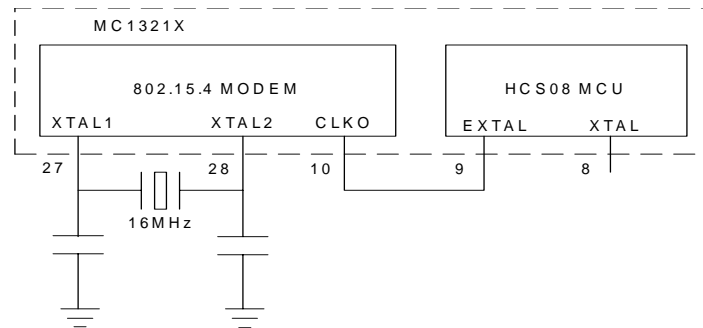 MC1321X
802.15.4 MODEM
HCS08 MCU
XTAL1 XTAL2 CLKO EXTAL XTAL
27 28 10 9 8
16MHz